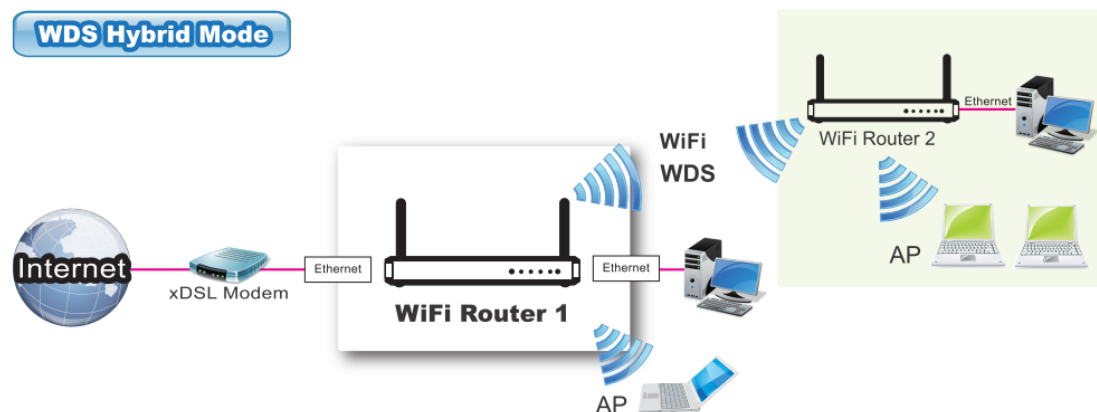 WDS Hybrid Mode
Internet
xDSL Modem
Ethernet
WiFi Router 1
Ethernet
AP
WiFi
WDS
WiFi Router 2
Ethernet
AP